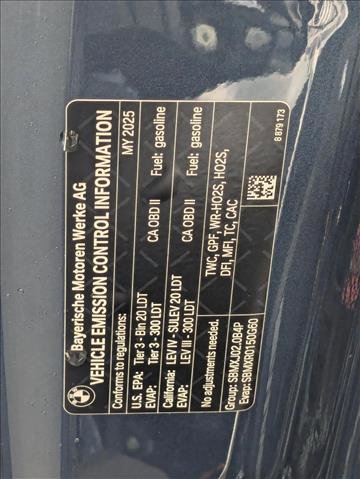 Bayerische Motoren Werke AG
VEHICLE EMISSION CONTROL INFORMATION
Conforms to regulations: MY 2025
U.S. EPA: Tier 3 - Bin 20 LDT Fuel: gasoline
EVAP: Tier 3 - 300 LDT CA OBD II
California: LEV IV - SULEV 20 LDT Fuel: gasoline
EVAP: LEV III - 300 LDT CA OBD II
No adjustments needed. TWC, GPF, WR-HO2S, HO2S,
Group: SBMXJ02.0B4P DFI, MFI, TC, CAC
Evap: SBMXR0150G60
8 879 173